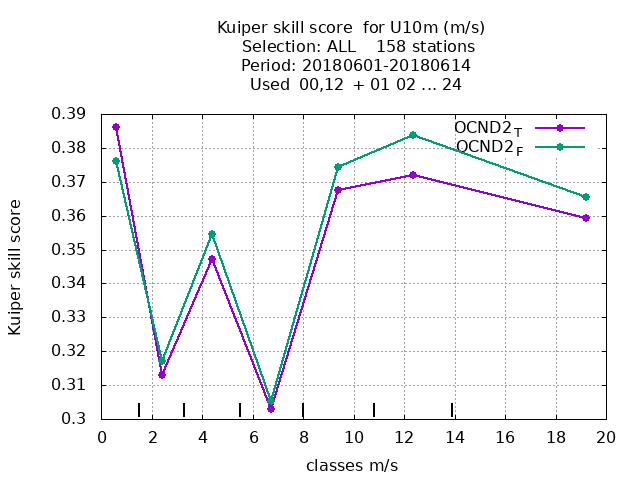 Kuiper skill score  for U10m (m/s)
Selection: ALL    158 stations
Period: 20180601-20180614
Used  00,12  + 01 02 ... 24
OCND2T
OCND2F
Kuiper skill score
0.39
0.38
0.37
0.36
0.35
0.34
0.33
0.32
0.31
0.3
0 2 4 6 8 10 12 14 16 18 20
classes m/s